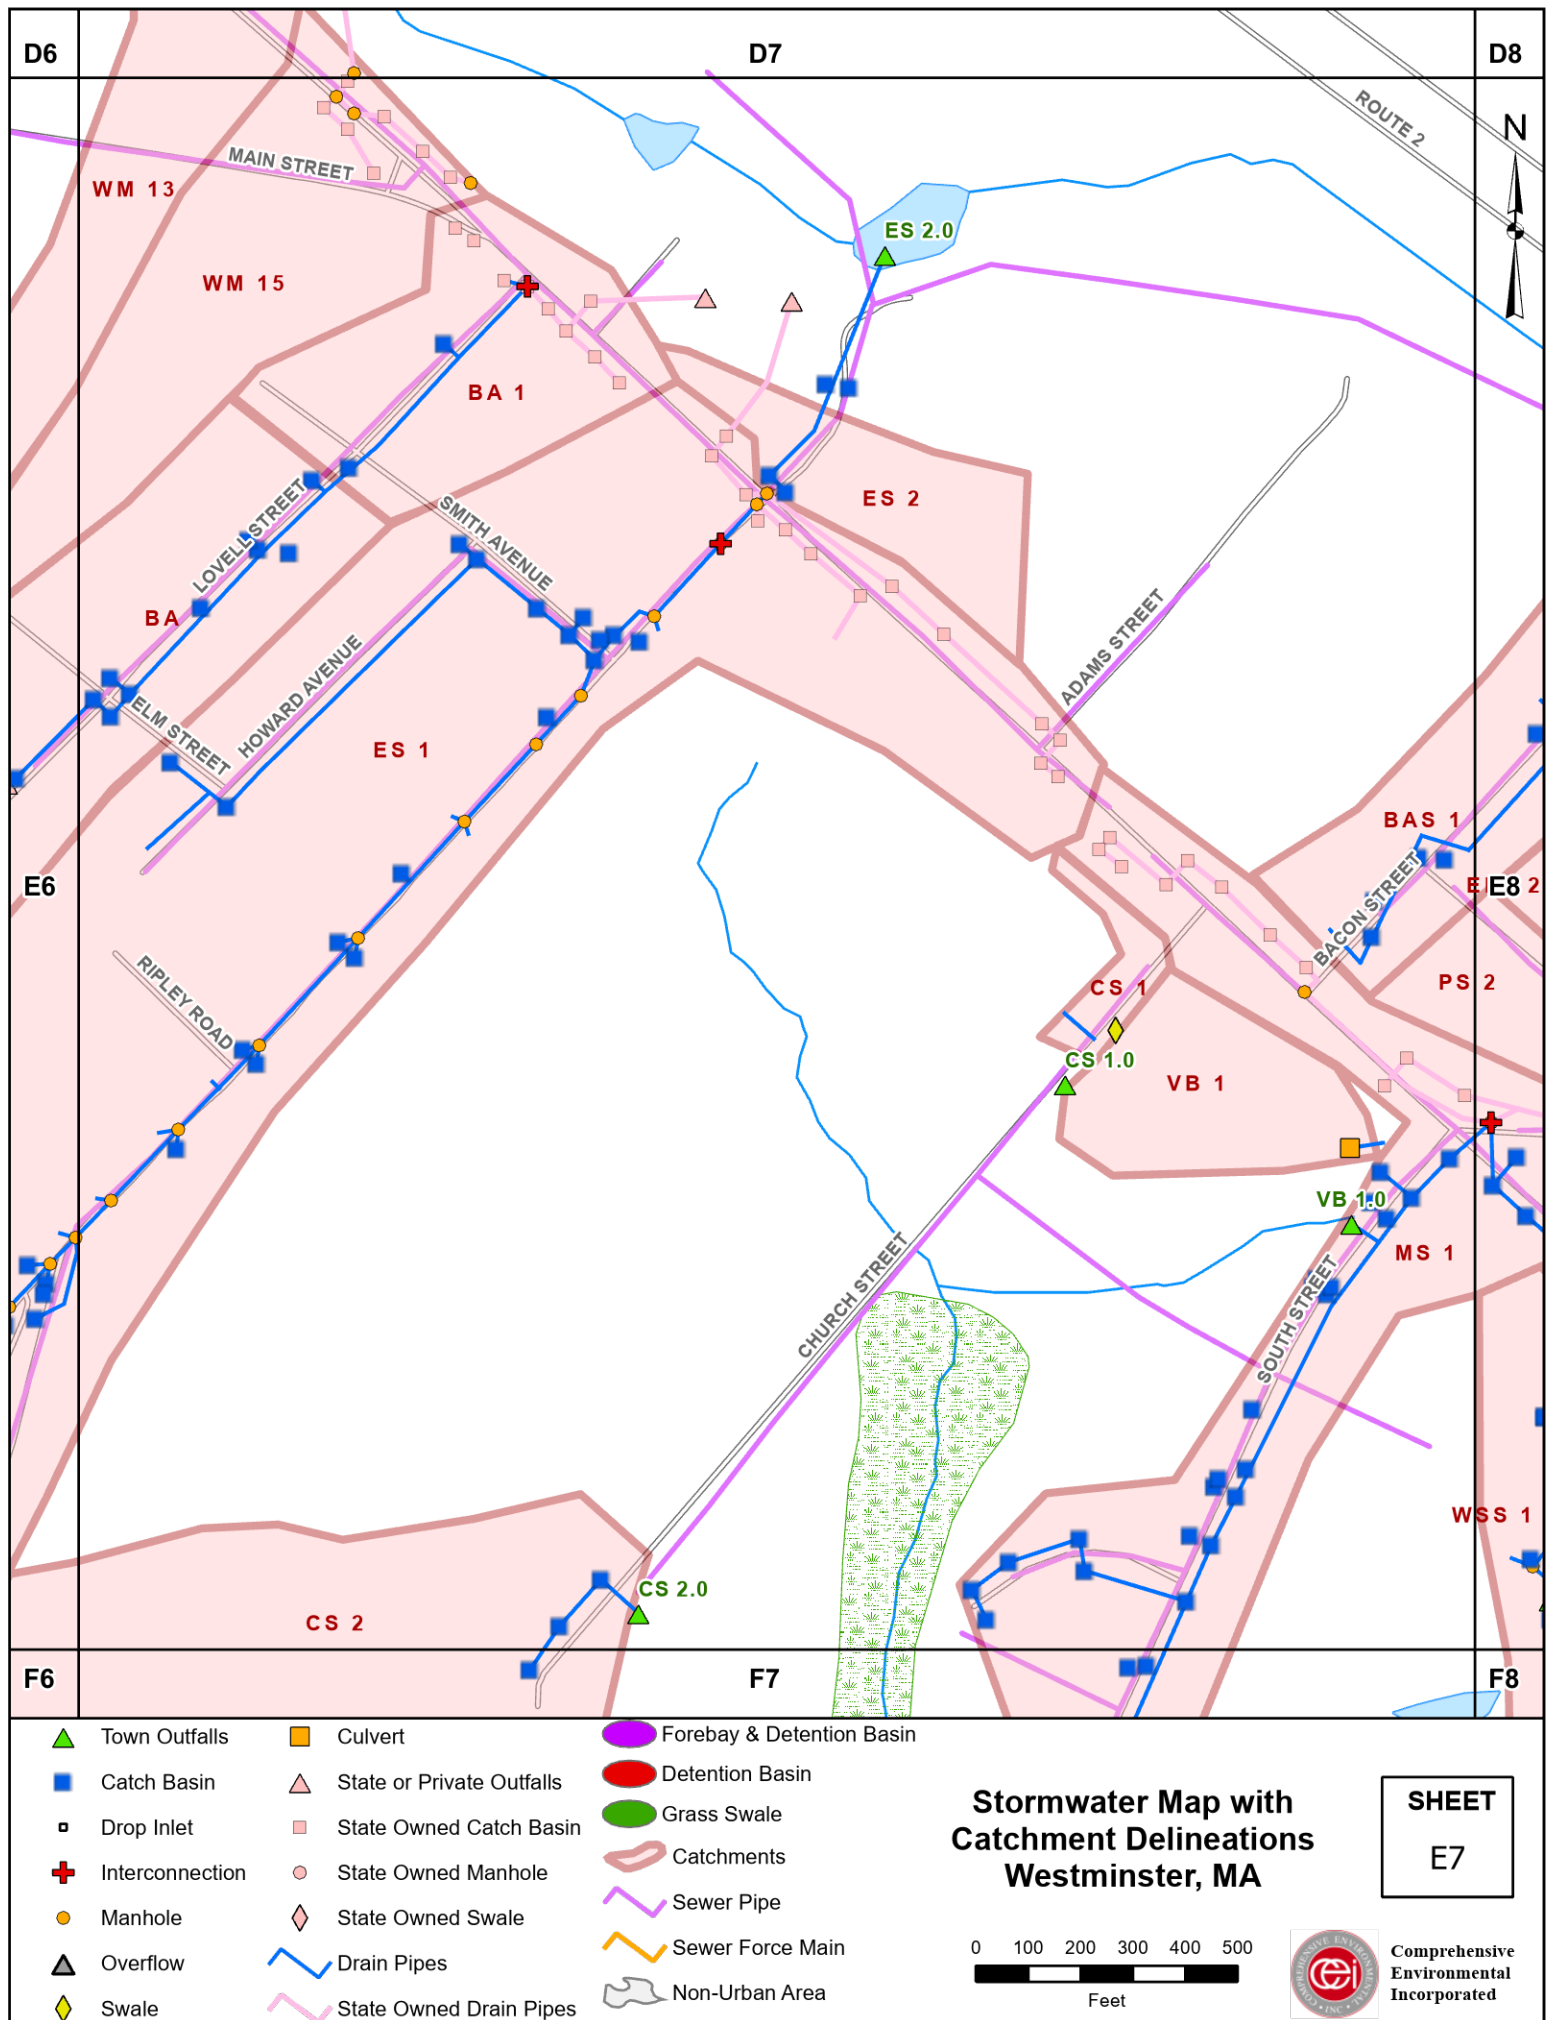 D6
D7
D8
ROUTE 2
N
MAIN STREET
WM 13
ES 2.0
WM 15
BA 1
SMITH AVENUE
ES 2
LOVELL STREET
BA
ADAMS STREET
HOWARD AVENUE
ELM STREET
ES 1
BAS 1
E6
E8
2
BACON STREET
RIPLEY ROAD
CS 1
PS 2
CS 1.0
VB 1
VB 1.0
MS 1
CHURCH STREET
SOUTH STREET
WSS 1
CS 2.0
CS 2
F6
F7
F8
Town Outfalls
Catch Basin
Drop Inlet
Interconnection
Manhole
Overflow
Swale
Culvert
State or Private Outfalls
State Owned Catch Basin
State Owned Manhole
State Owned Swale
Drain Pipes
State Owned Drain Pipes
Forebay & Detention Basin
Detention Basin
Grass Swale
Catchments
Sewer Pipe
Sewer Force Main
Non-Urban Area
Stormwater Map with
Catchment Delineations
Westminster, MA
0 100 200 300 400 500
Feet
SHEET
E7
COMPREHENSIVE ENVIRONMENTAL
INC
cei
Comprehensive
Environmental
Incorporated